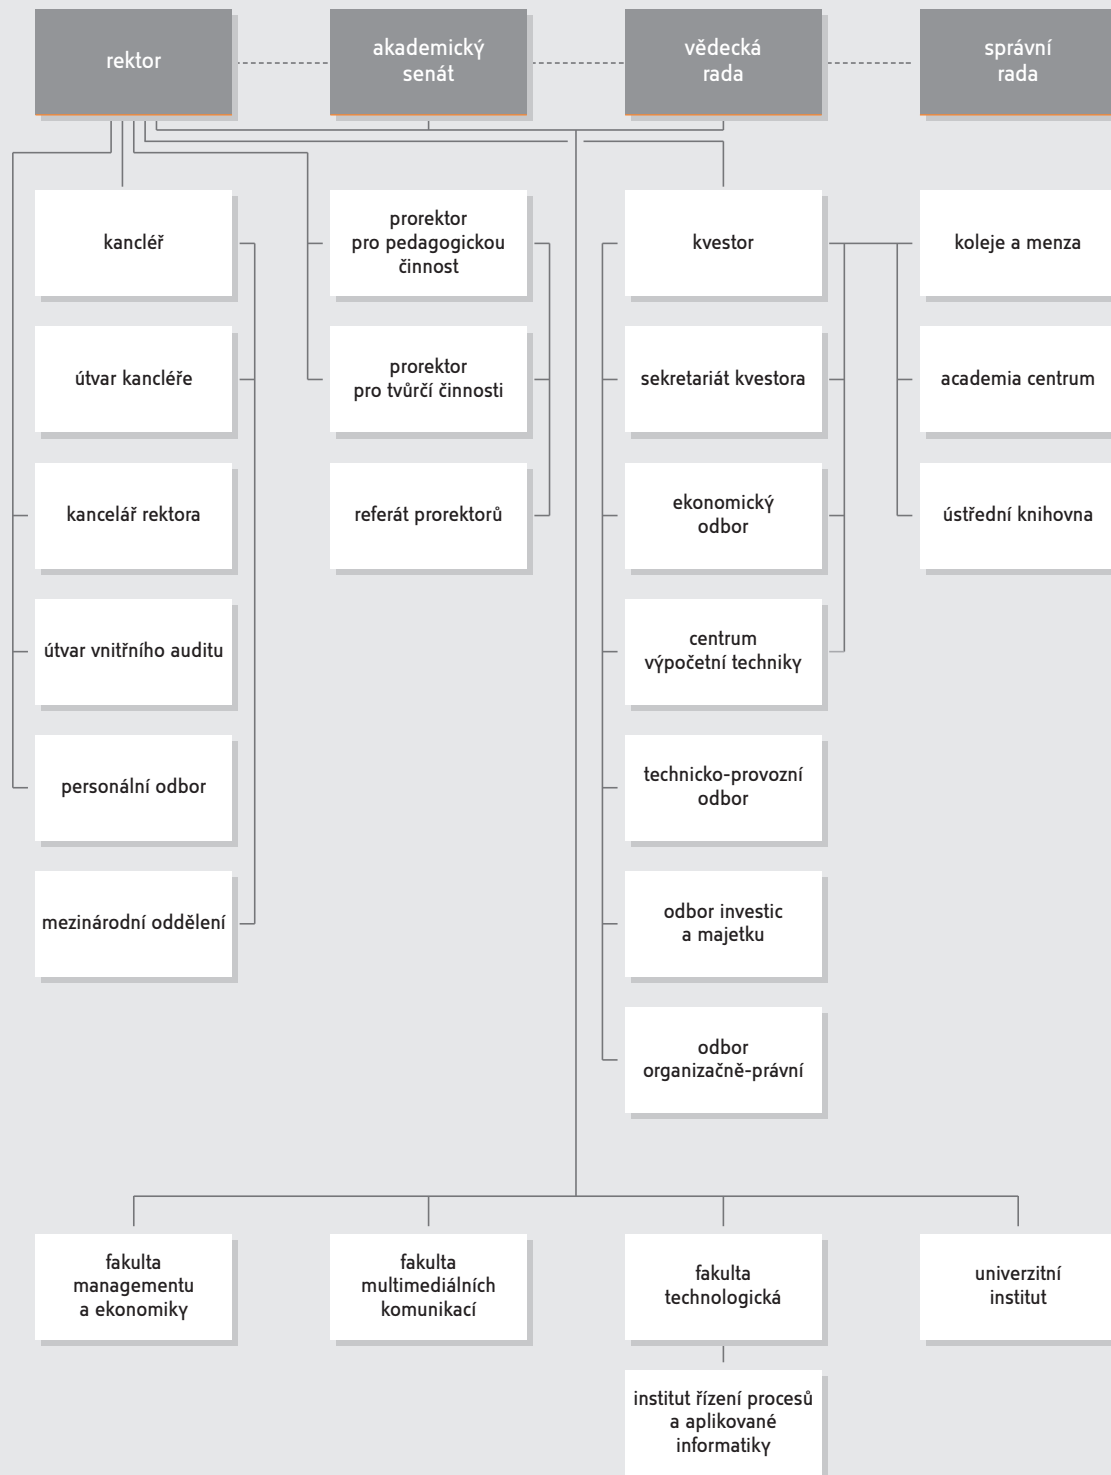 rektor
akademický
senát
vědecká
rada
správní
rada
kancléř
prorektor
pro pedagogickou
činnost
kvestor
koleje a menza
útvar kancléře
prorektor
pro tvůrčí činnosti
sekretariát kvestora
academia centrum
kancelář rektora
referát prorektorů
ekonomický
odbor
ústřední knihovna
útvar vnitřního auditu
centrum
výpočetní techniky
personální odbor
technicko-provozní
odbor
mezinárodní oddělení
odbor investic
a majetku
odbor
organizačně-právní
fakulta
managementu
a ekonomiky
fakulta
multimediálních
komunikací
fakulta
technologická
univerzitní
institut
institut řízení procesů
a aplikované
informatiky